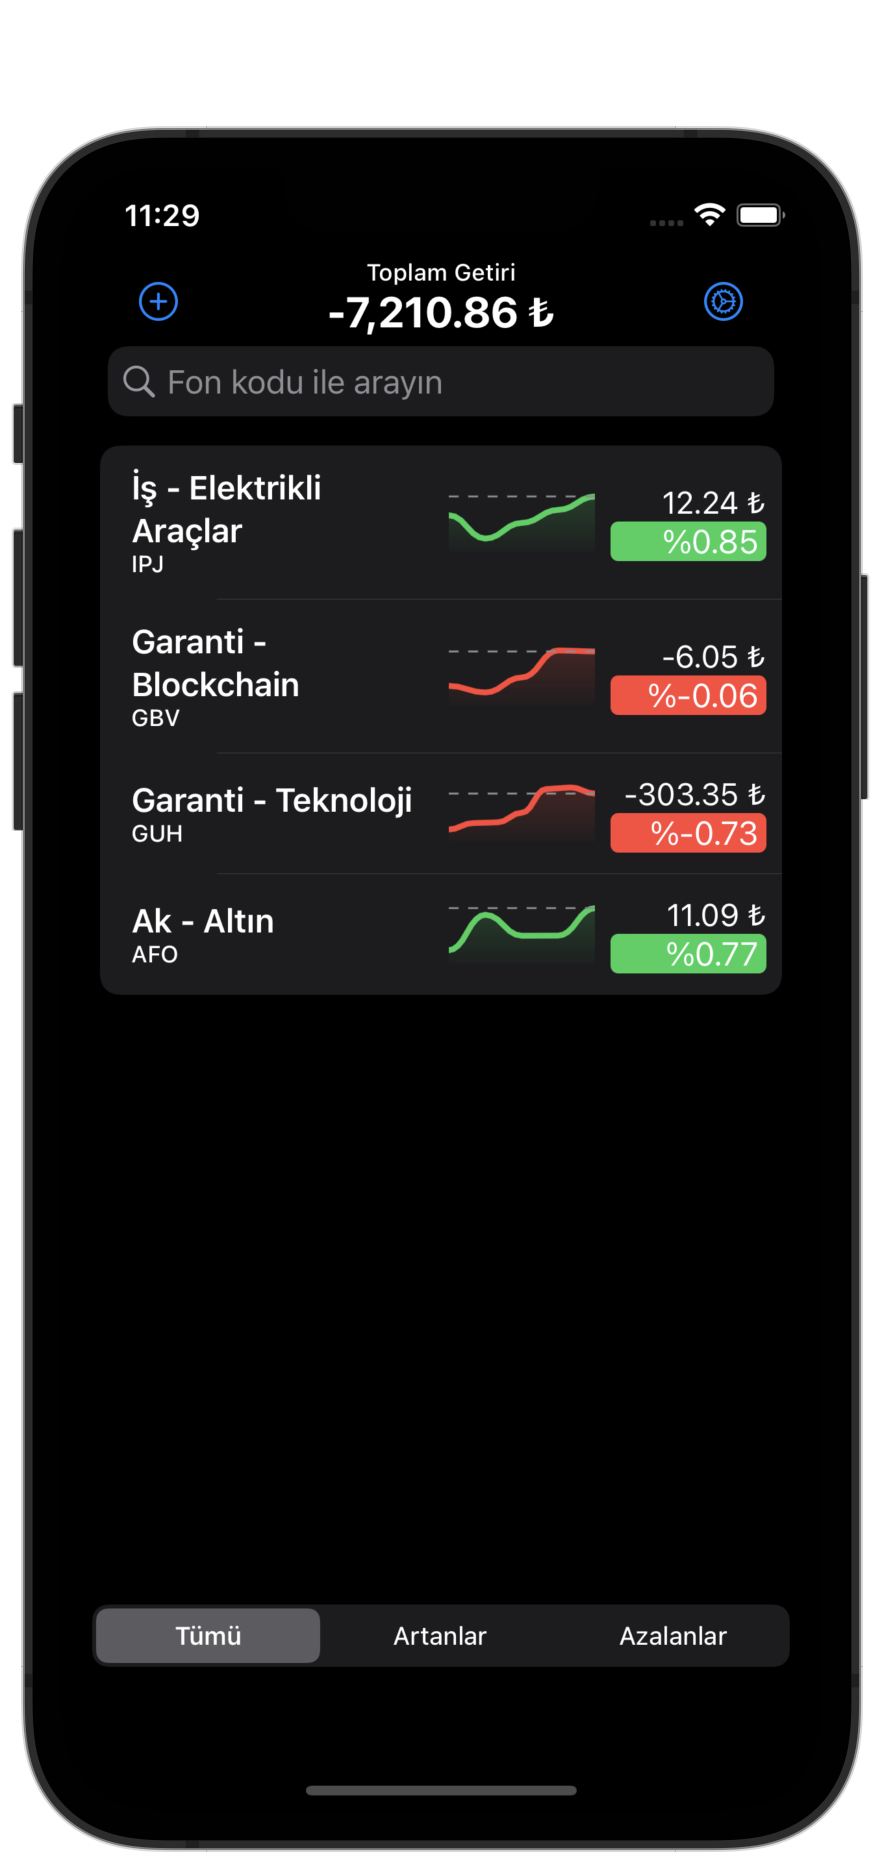 11:29
Toplam Getiri
-7,210.86 ₺
Fon kodu ile arayın
İş - Elektrikli
Araçlar
IPJ
12.24 ₺
%0.85
Garanti -
Blockchain
GBV
-6.05 ₺
%-0.06
Garanti - Teknoloji
GUH
-303.35 ₺
%-0.73
Ak - Altın
AFO
11.09 ₺
%0.77
Tümü
Artanlar
Azalanlar